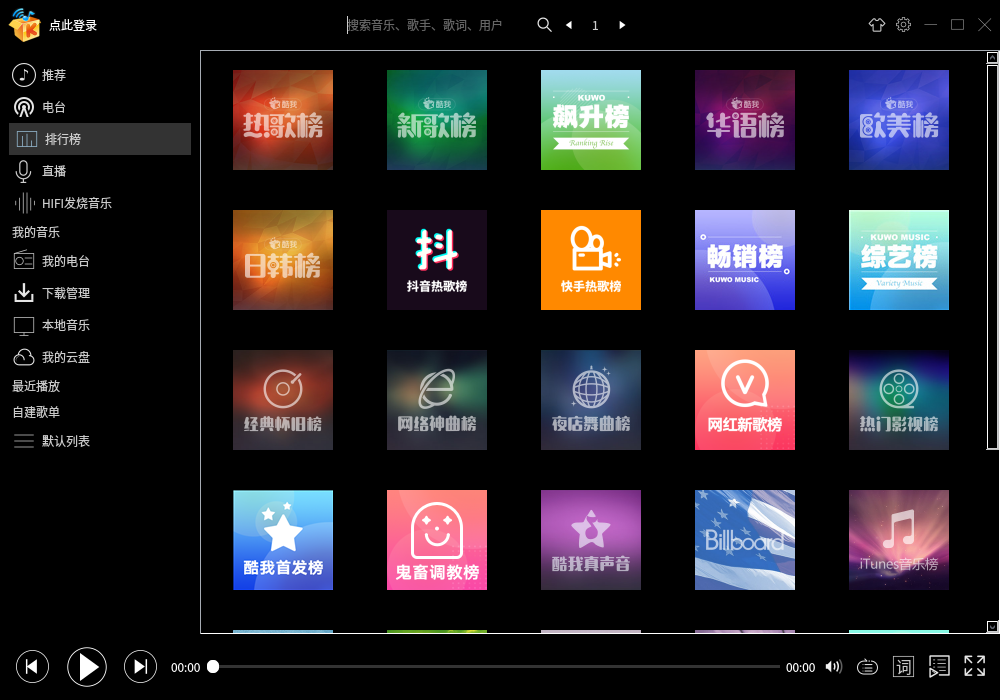 点此登录
搜索音乐、歌手、歌词、用户
1
推荐
电台
排行榜
直播
HIFI发烧音乐
我的音乐
我的电台
下载管理
本地音乐
我的云盘
最近播放
自建歌单
默认列表
酷我
热歌榜
酷我
新歌榜
KUWO
飙升榜
Ranking Rise
酷我
华语榜
酷我
欧美榜
酷我
日韩榜
抖
抖音热歌榜
快手热歌榜
畅销榜
KUWO MUSIC
KUWO MUSIC
综艺榜
Variety Music
经典怀旧榜
网络神曲榜
夜店舞曲榜
网红新歌榜
热门影视榜
酷我首发榜
鬼畜调教榜
酷我真声音
Billboard
iTunes音乐榜
00:00
00:00
词